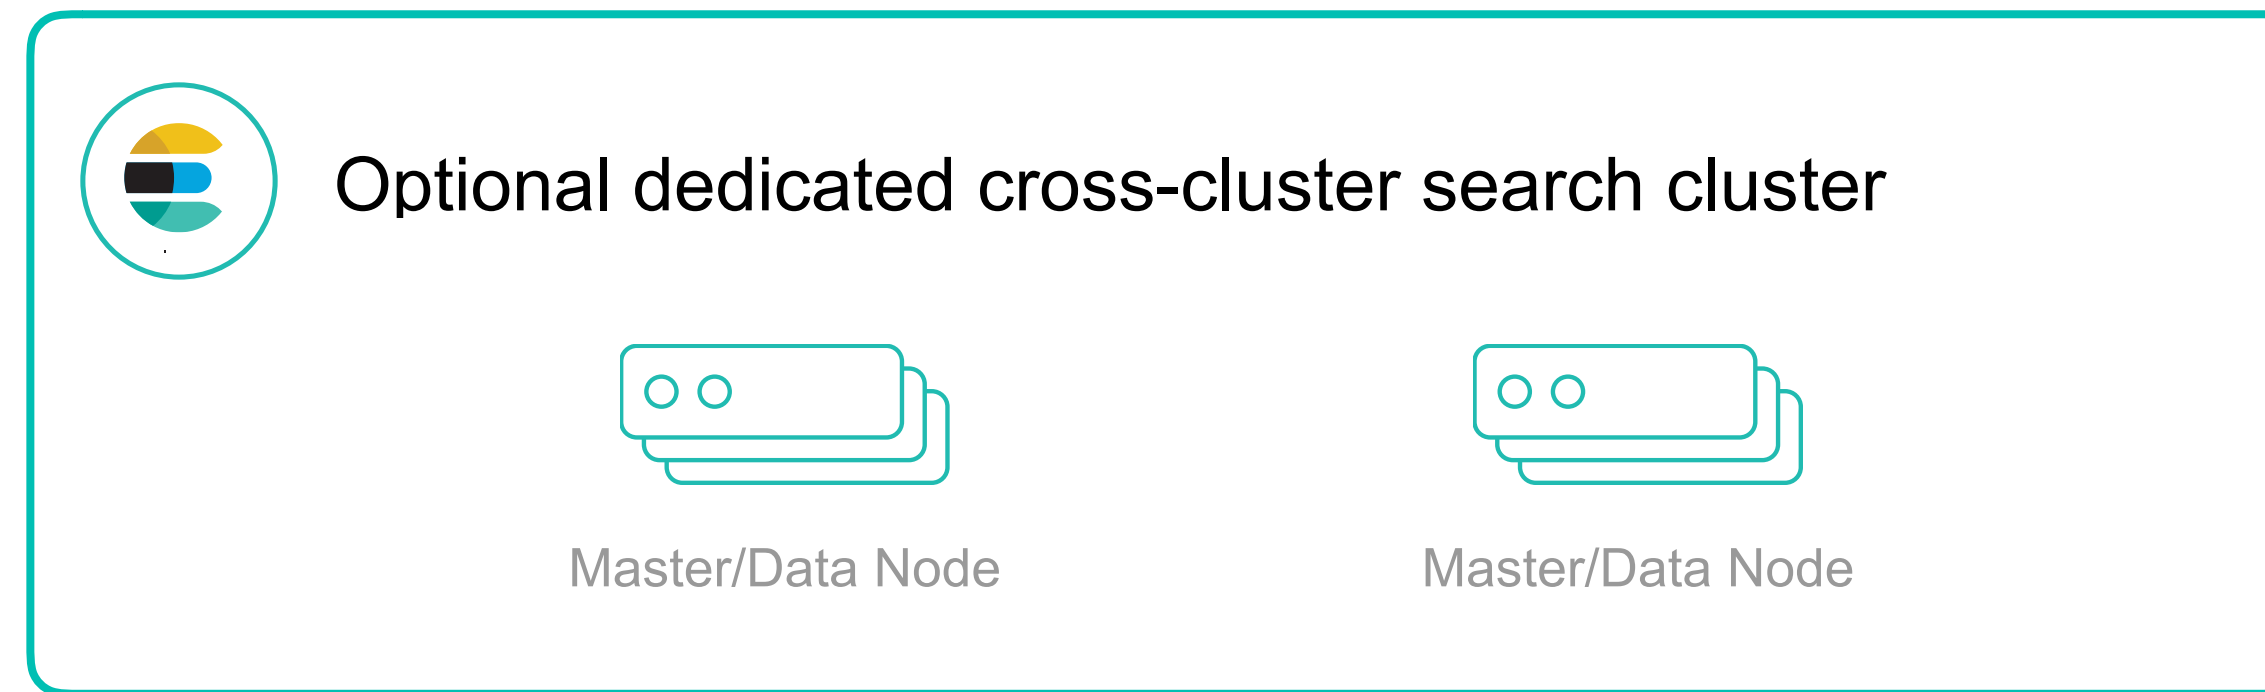 Optional dedicated cross-cluster search cluster
Master/Data Node
Master/Data Node